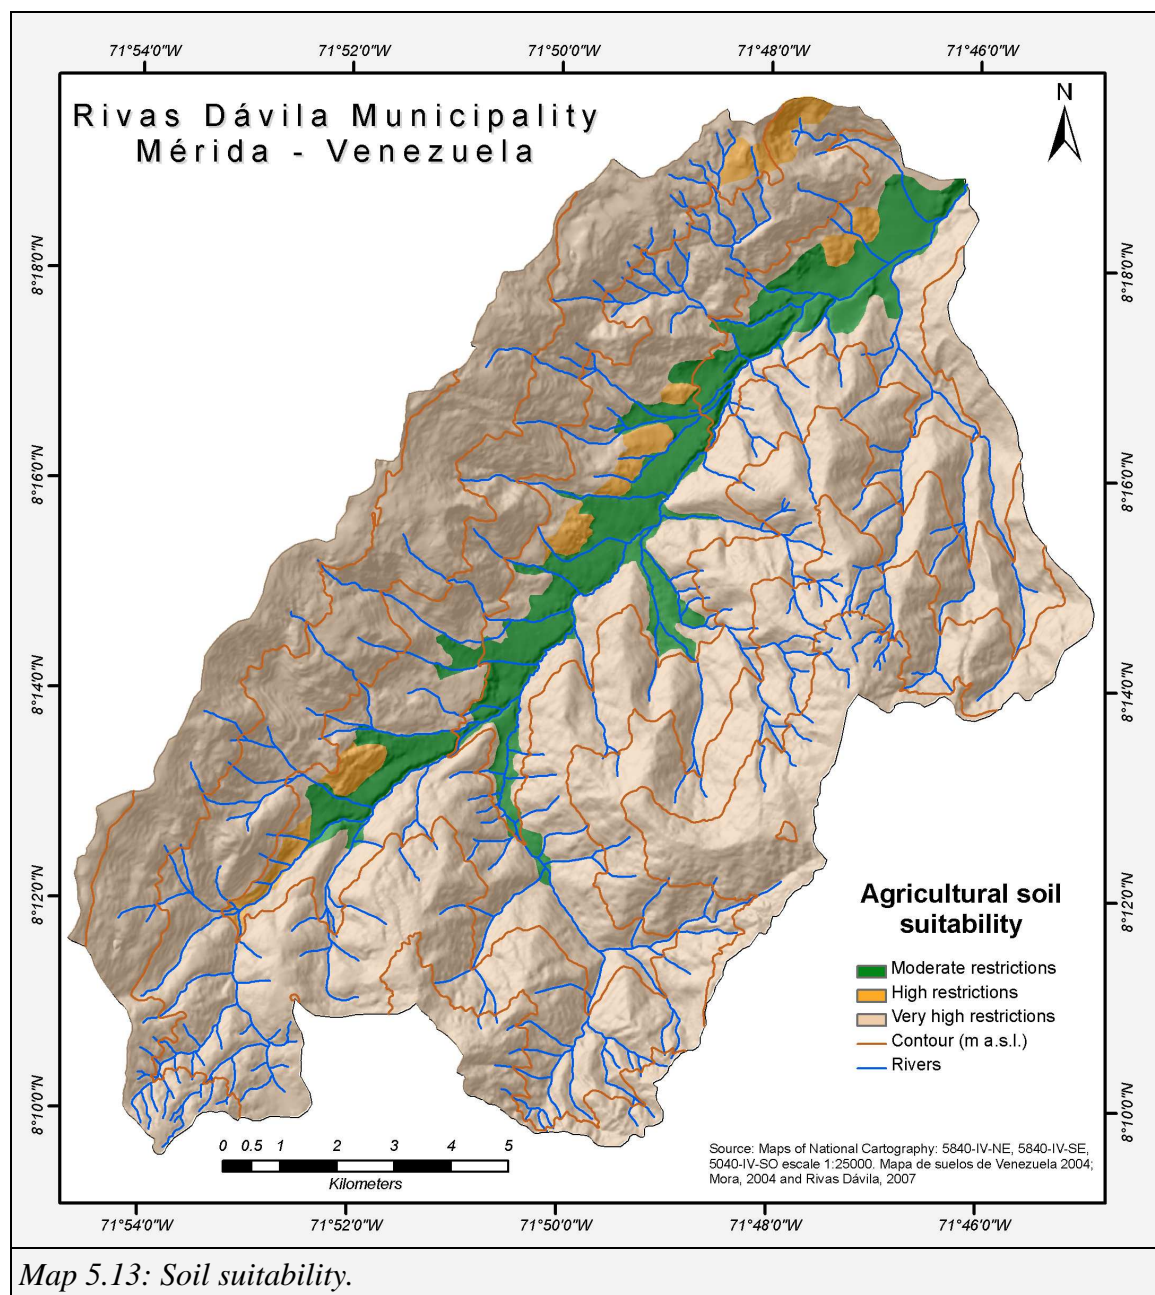 71°54'0"W 71°52'0"W 71°50'0"W 71°48'0"W 71°46'0"W
Rivas Dávila Municipality
Mérida - Venezuela
N
8°18'0"N 8°18'0"N
8°16'0"N 8°16'0"N
8°14'0"N 8°14'0"N
8°12'0"N 8°12'0"N
8°10'0"N 8°10'0"N
Agricultural soil
suitability
Moderate restrictions
High restrictions
Very high restrictions
Contour (m a.s.l.)
Rivers
0 0.5 1 2 3 4 5
Kilometers
Source: Maps of National Cartography: 5840-IV-NE, 5840-IV-SE,
5040-IV-SO escale 1:25000. Mapa de suelos de Venezuela 2004;
Mora, 2004 and Rivas Dávila, 2007
71°54'0"W 71°52'0"W 71°50'0"W 71°48'0"W 71°46'0"W
Map 5.13: Soil suitability.